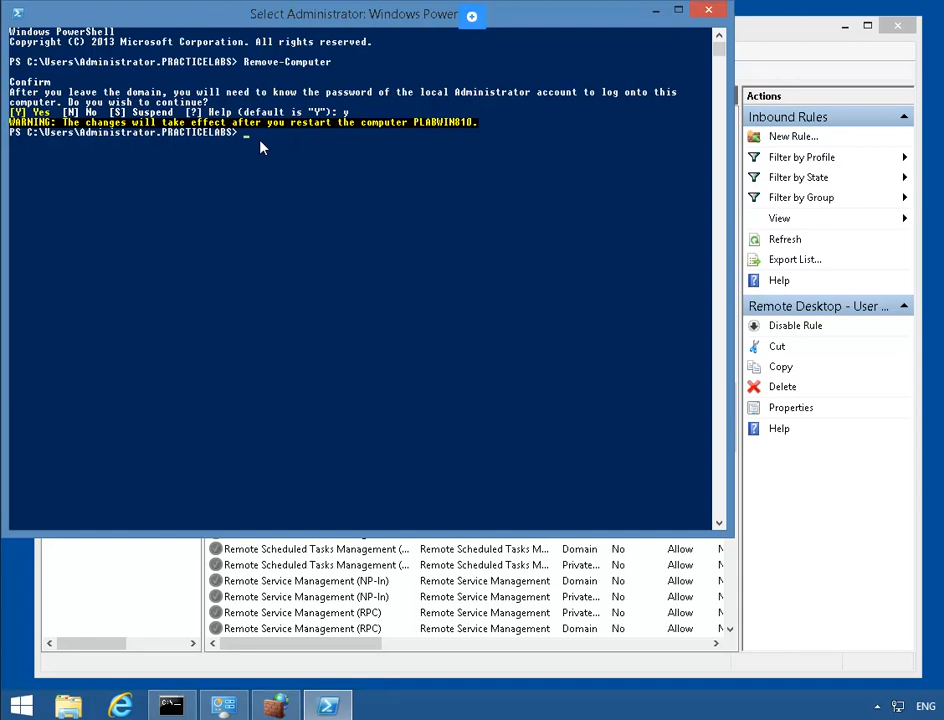 Select Administrator: Windows Power
Windows PowerShell
Copyright (C) 2013 Microsoft Corporation. All rights reserved.
PS C:\Users\Administrator.PRACTICELABS> Remove-Computer
Confirm
After you leave the domain, you will need to know the password of the local Administrator account to log onto this
computer. Do you wish to continue?
[Y] Yes  [N] No  [S] Suspend  [?] Help (default is "Y"): y
WARNING: The changes will take effect after you restart the computer PLABWIN810.
PS C:\Users\Administrator.PRACTICELABS> _
Actions
Inbound Rules
New Rule...
Filter by Profile
Filter by State
Filter by Group
View
Refresh
Export List...
Help
Remote Desktop - User ...
Disable Rule
Cut
Copy
Delete
Properties
Help
Remote Scheduled Tasks Management (... Remote Scheduled Tasks M... Domain No Allow
Remote Scheduled Tasks Management (... Remote Scheduled Tasks M... Private... No Allow
Remote Service Management (NP-In) Remote Service Management Domain No Allow
Remote Service Management (NP-In) Remote Service Management Private... No Allow
Remote Service Management (RPC) Remote Service Management Private... No Allow
Remote Service Management (RPC) Remote Service Management Domain No Allow
ENG